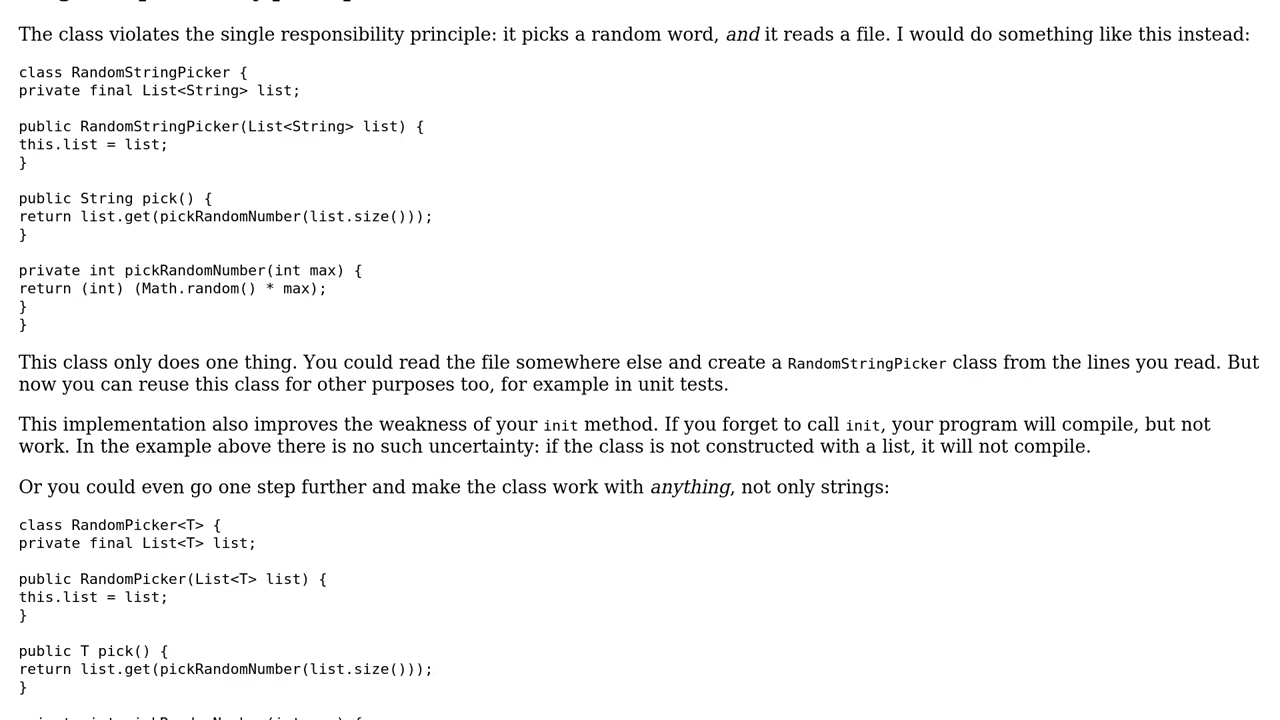 The class violates the single responsibility principle: it picks a random word, and it reads a file. I would do something like this instead:
class RandomStringPicker {
private final List<String> list;
public RandomStringPicker(List<String> list) {
this.list = list;
}
public String pick() {
return list.get(pickRandomNumber(list.size()));
}
private int pickRandomNumber(int max) {
return (int) (Math.random() * max);
}
}
This class only does one thing. You could read the file somewhere else and create a RandomStringPicker class from the lines you read. But
now you can reuse this class for other purposes too, for example in unit tests.
This implementation also improves the weakness of your init method. If you forget to call init, your program will compile, but not
work. In the example above there is no such uncertainty: if the class is not constructed with a list, it will not compile.
Or you could even go one step further and make the class work with anything, not only strings:
class RandomPicker<T> {
private final List<T> list;
public RandomPicker(List<T> list) {
this.list = list;
}
public T pick() {
return list.get(pickRandomNumber(list.size()));
}